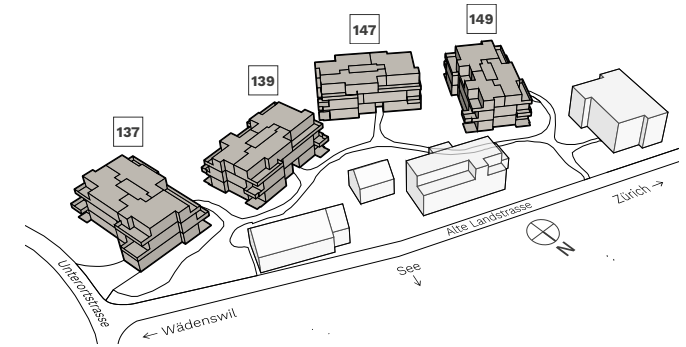 149
147
139
137
Zürich →
Alte Landstrasse
N
See
↓
Unterortstrasse
← Wädenswil